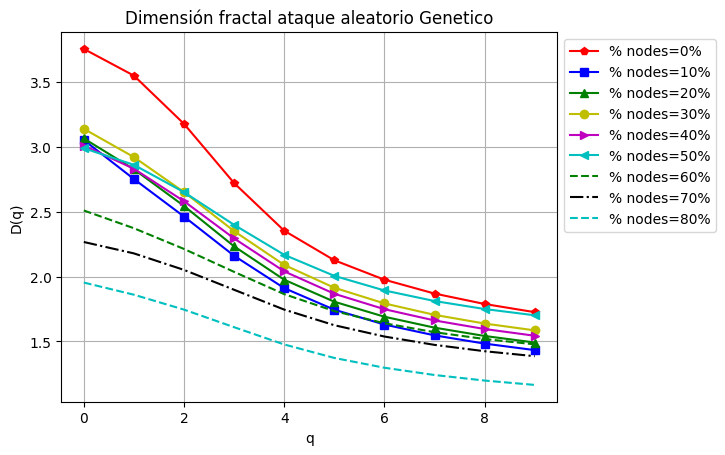 Dimensión fractal ataque aleatorio Genetico
D(q)
3.5
3.0
2.5
2.0
1.5
0 2 4 6 8
q
% nodes=0%
% nodes=10%
% nodes=20%
% nodes=30%
% nodes=40%
% nodes=50%
% nodes=60%
% nodes=70%
% nodes=80%